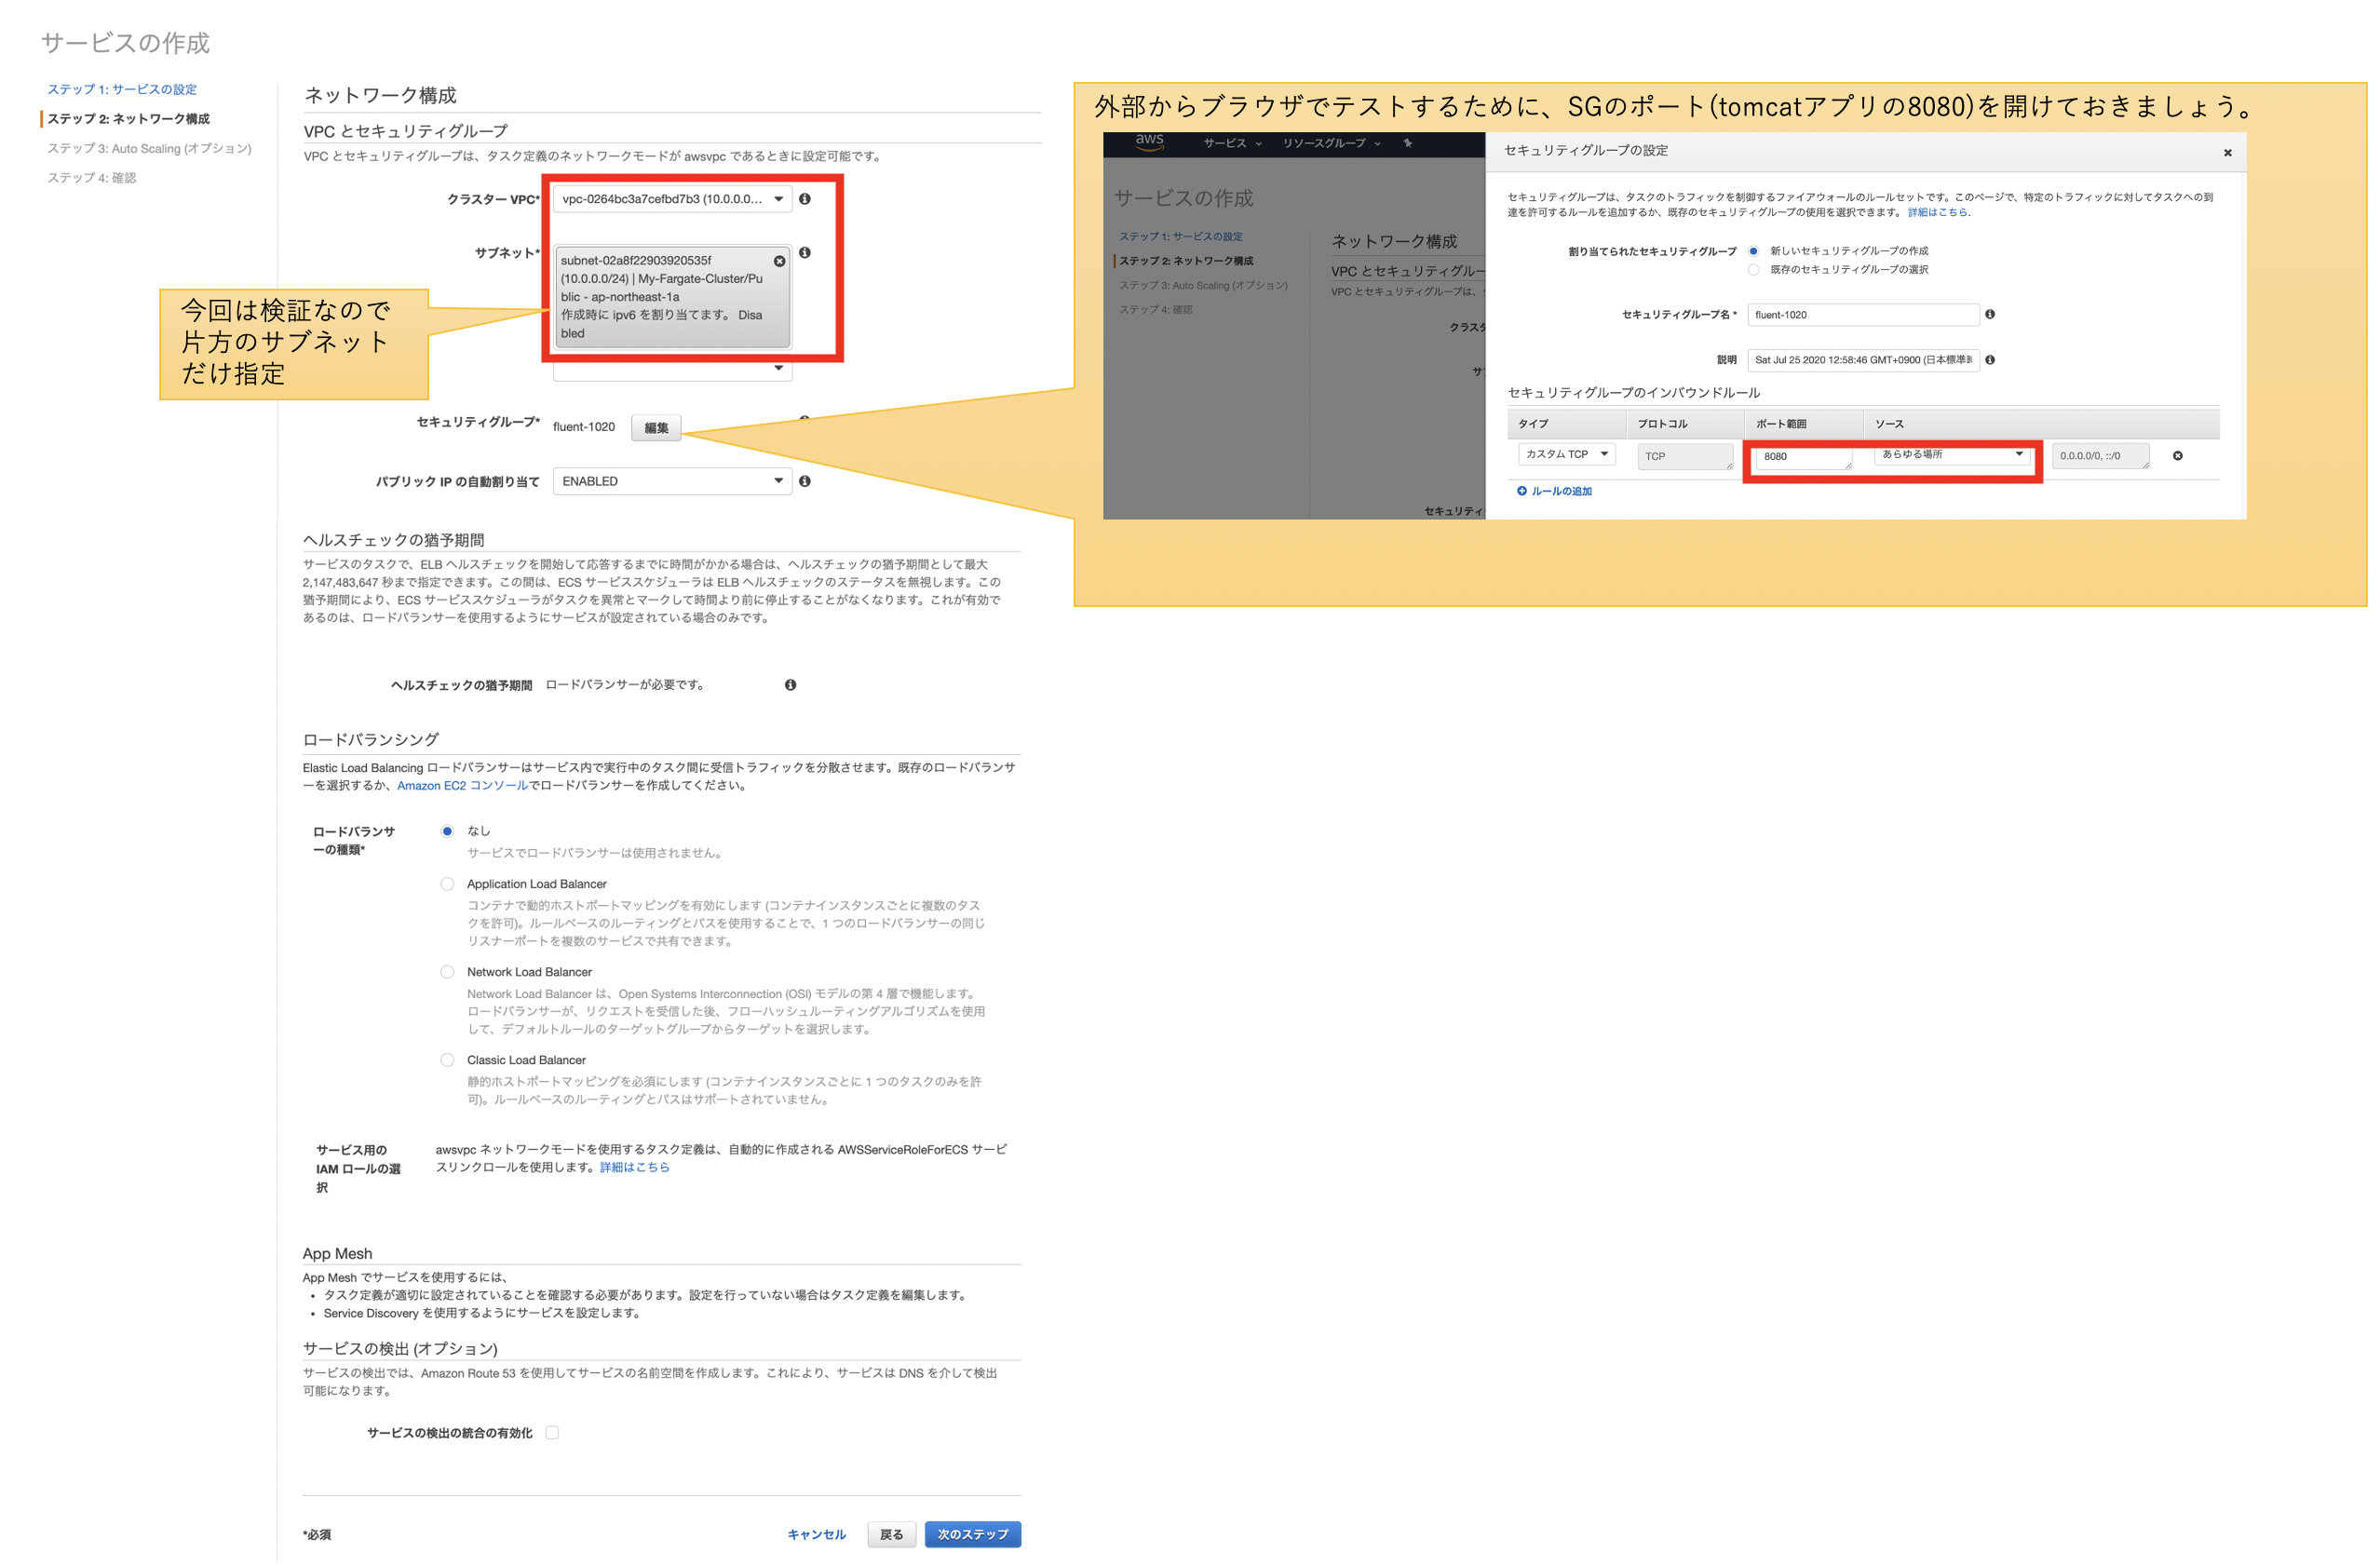 サービスの作成
ステップ 1: サービスの設定
ステップ 2: ネットワーク構成
ステップ 3: Auto Scaling (オプション)
ステップ 4: 確認
ネットワーク構成
VPC とセキュリティグループ
VPC とセキュリティグループは、タスク定義のネットワークモードが awsvpc であるときに設定可能です。
クラスター VPC*
vpc-0264bc3a7cefbd7b3 (10.0.0.0...
サブネット*
subnet-02a8f22903920535f
(10.0.0.0/24) | My-Fargate-Cluster/Pu
blic - ap-northeast-1a
作成時に ipv6 を割り当てます。 Disa
bled
今回は検証なので
片方のサブネット
だけ指定
セキュリティグループ*
fluent-1020
編集
パブリック IP の自動割り当て
ENABLED
外部からブラウザでテストするために、SGのポート(tomcatアプリの8080)を開けておきましょう。
aws
サービス
リソースグループ
サービスの作成
ステップ 1: サービスの設定
ステップ 2: ネットワーク構成
ステップ 3: Auto Scaling (オプション)
ステップ 4: 確認
ネットワーク構成
VPC とセキュリティグルー
VPC とセキュリティグループは、
クラスタ
サ
セキュリティ
セキュリティグループの設定
セキュリティグループは、タスクのトラフィックを制御するファイアウォールのルールセットです。このページで、特定のトラフィックに対してタスクへの到
達を許可するルールを追加するか、既存のセキュリティグループの使用を選択できます。 詳細はこちら.
割り当てられたセキュリティグループ
新しいセキュリティグループの作成
既存のセキュリティグループの選択
セキュリティグループ名 *
fluent-1020
説明
Sat Jul 25 2020 12:58:46 GMT+0900 (日本標準時
セキュリティグループのインバウンドルール
タイプ
プロトコル
ポート範囲
ソース
カスタム TCP
TCP
8080
あらゆる場所
0.0.0.0/0, ::/0
ルールの追加
ヘルスチェックの猶予期間
サービスのタスクで、ELB ヘルスチェックを開始して応答するまでに時間がかかる場合は、ヘルスチェックの猶予期間として最大
2,147,483,647 秒まで指定できます。この間は、ECS サービススケジューラは ELB ヘルスチェックのステータスを無視します。この
猶予期間により、ECS サービススケジューラがタスクを異常とマークして時間より前に停止することがなくなります。これが有効で
あるのは、ロードバランサーを使用するようにサービスが設定されている場合のみです。
ヘルスチェックの猶予期間
ロードバランサーが必要です。
ロードバランシング
Elastic Load Balancing ロードバランサーはサービス内で実行中のタスク間に受信トラフィックを分散させます。既存のロードバランサ
ーを選択するか、Amazon EC2 コンソールでロードバランサーを作成してください。
ロードバランサ
ーの種類*
なし
サービスでロードバランサーは使用されません。
Application Load Balancer
コンテナで動的ホストポートマッピングを有効にします (コンテナインスタンスごとに複数のタス
クを許可)。ルールベースのルーティングとパスを使用することで、1 つのロードバランサーの同じ
リスナーポートを複数のサービスで共有できます。
Network Load Balancer
Network Load Balancer は、Open Systems Interconnection (OSI) モデルの第 4 層で機能します。
ロードバランサーが、リクエストを受信した後、フローハッシュルーティングアルゴリズムを使用
して、デフォルトルールのターゲットグループからターゲットを選択します。
Classic Load Balancer
静的ホストポートマッピングを必須にします (コンテナインスタンスごとに 1 つのタスクのみを許
可)。ルールベースのルーティングとパスはサポートされていません。
サービス用の
IAM ロールの選
択
awsvpc ネットワークモードを使用するタスク定義は、自動的に作成される AWSServiceRoleForECS サービ
スリンクロールを使用します。詳細はこちら
App Mesh
App Mesh でサービスを使用するには、
• タスク定義が適切に設定されていることを確認する必要があります。設定を行っていない場合はタスク定義を編集します。
• Service Discovery を使用するようにサービスを設定します。
サービスの検出 (オプション)
サービスの検出では、Amazon Route 53 を使用してサービスの名前空間を作成します。これにより、サービスは DNS を介して検出
可能になります。
サービスの検出の統合の有効化
*必須
キャンセル
戻る
次のステップ